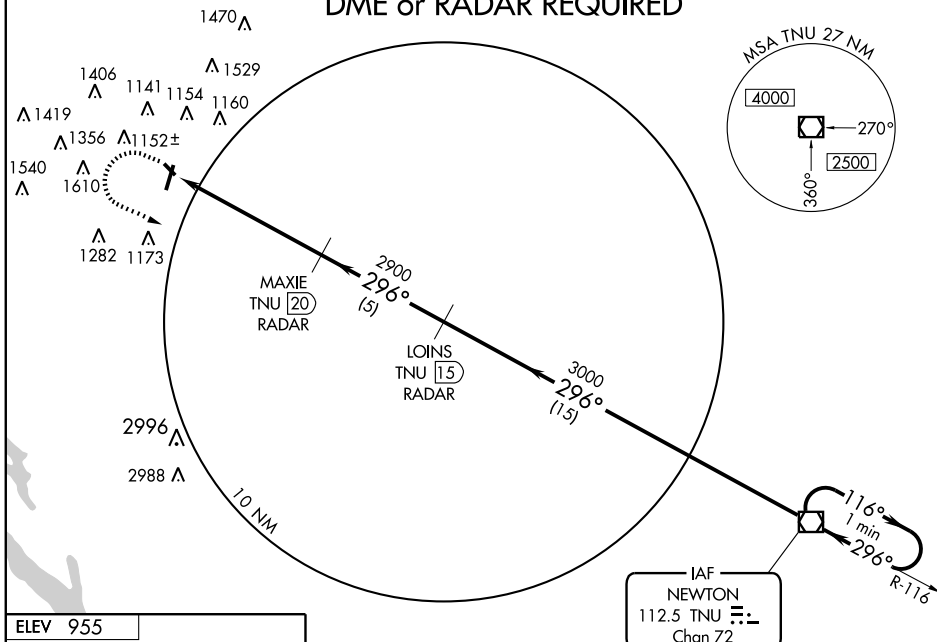 DME or RADAR REQUIRED
1470
1529
1406
1141
1154
1160
1419
1356
1152±
1540
1610
1282
1173
MSA TNU 27 NM
4000
270°
2500
360°
2900
296°
(5)
MAXIE
TNU 20
RADAR
LOINS
TNU 15
RADAR
3000
296°
(15)
2996
2988
10 NM
116°
1 min
296°
R-116
IAF
NEWTON
112.5 TNU
Chan 72
ELEV 955